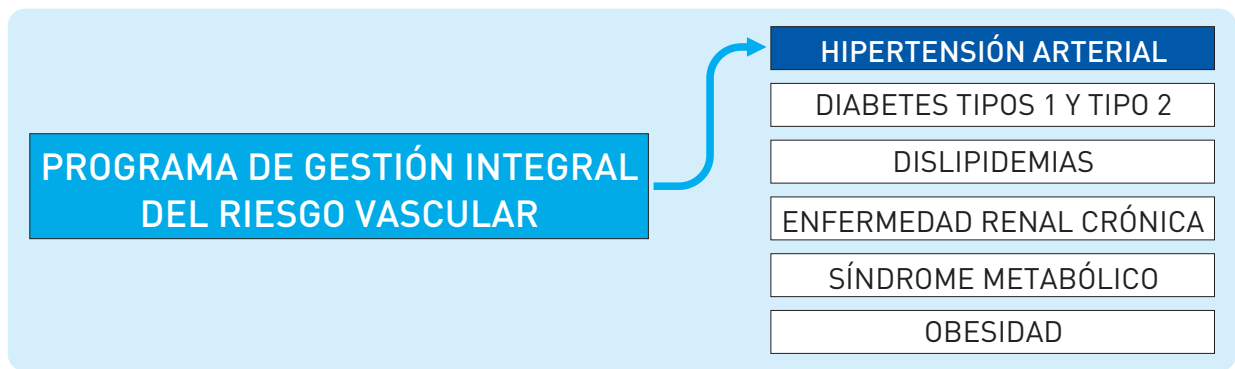 PROGRAMA DE GESTIÓN INTEGRAL
DEL RIESGO VASCULAR
HIPERTENSIÓN ARTERIAL
DIABETES TIPOS 1 Y TIPO 2
DISLIPIDEMIAS
ENFERMEDAD RENAL CRÓNICA
SÍNDROME METABÓLICO
OBESIDAD